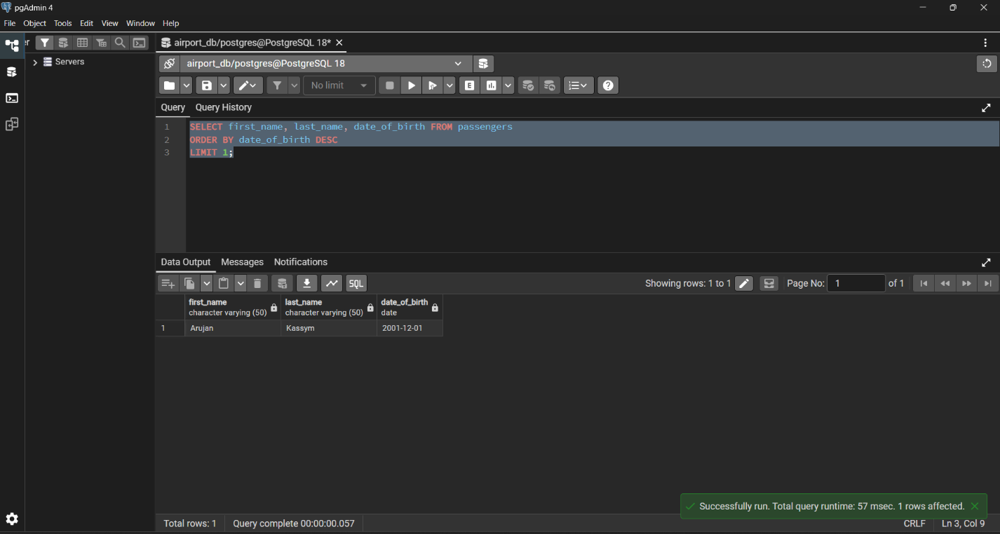 pgAdmin 4
File Object Tools Edit View Window Help
airport_db/postgres@PostgreSQL 18*
Servers
airport_db/postgres@PostgreSQL 18
No limit
E
Query Query History
1 SELECT first_name, last_name, date_of_birth FROM passengers
2 ORDER BY date_of_birth DESC
3 LIMIT 1;
Data Output Messages Notifications
SQL
Showing rows: 1 to 1
Page No: 1 of 1
first_name last_name date_of_birth
character varying (50) character varying (50) date
1 Arujan Kassym 2001-12-01
Successfully run. Total query runtime: 57 msec. 1 rows affected.
Total rows: 1 Query complete 00:00:00.057 CRLF Ln 3, Col 9